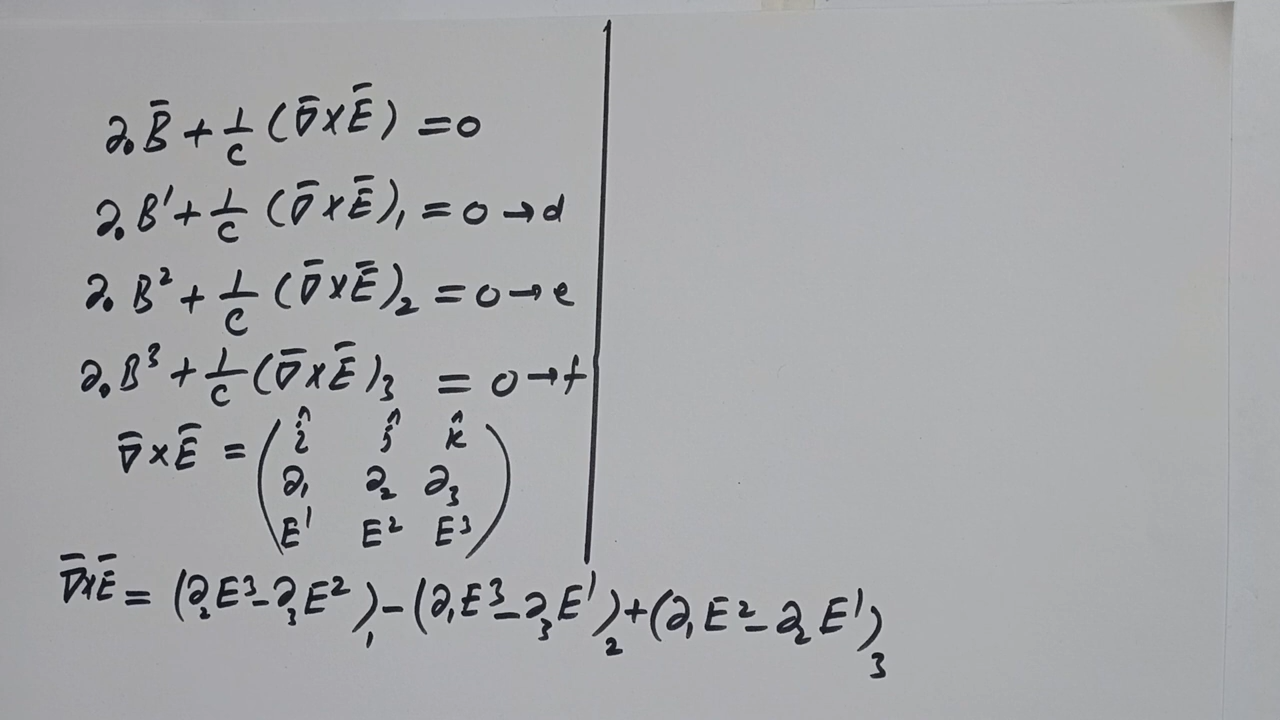 ∂₀B̄ + 1/c (∇̄×Ē) = 0
∂₀B¹ + 1/c (∇̄×Ē)₁ = 0 → d
∂₀B² + 1/c (∇̄×Ē)₂ = 0 → e
∂₀B³ + 1/c (∇̄×Ē)₃ = 0 → f
∇̄×Ē = ( î ĵ k̂
∂₁ ∂₂ ∂₃
E¹ E² E³ )
∇̄×Ē = (∂₂E³ - ∂₃E²)₁ - (∂₁E³ - ∂₃E¹)₂ + (∂₁E² - ∂₂E¹)₃